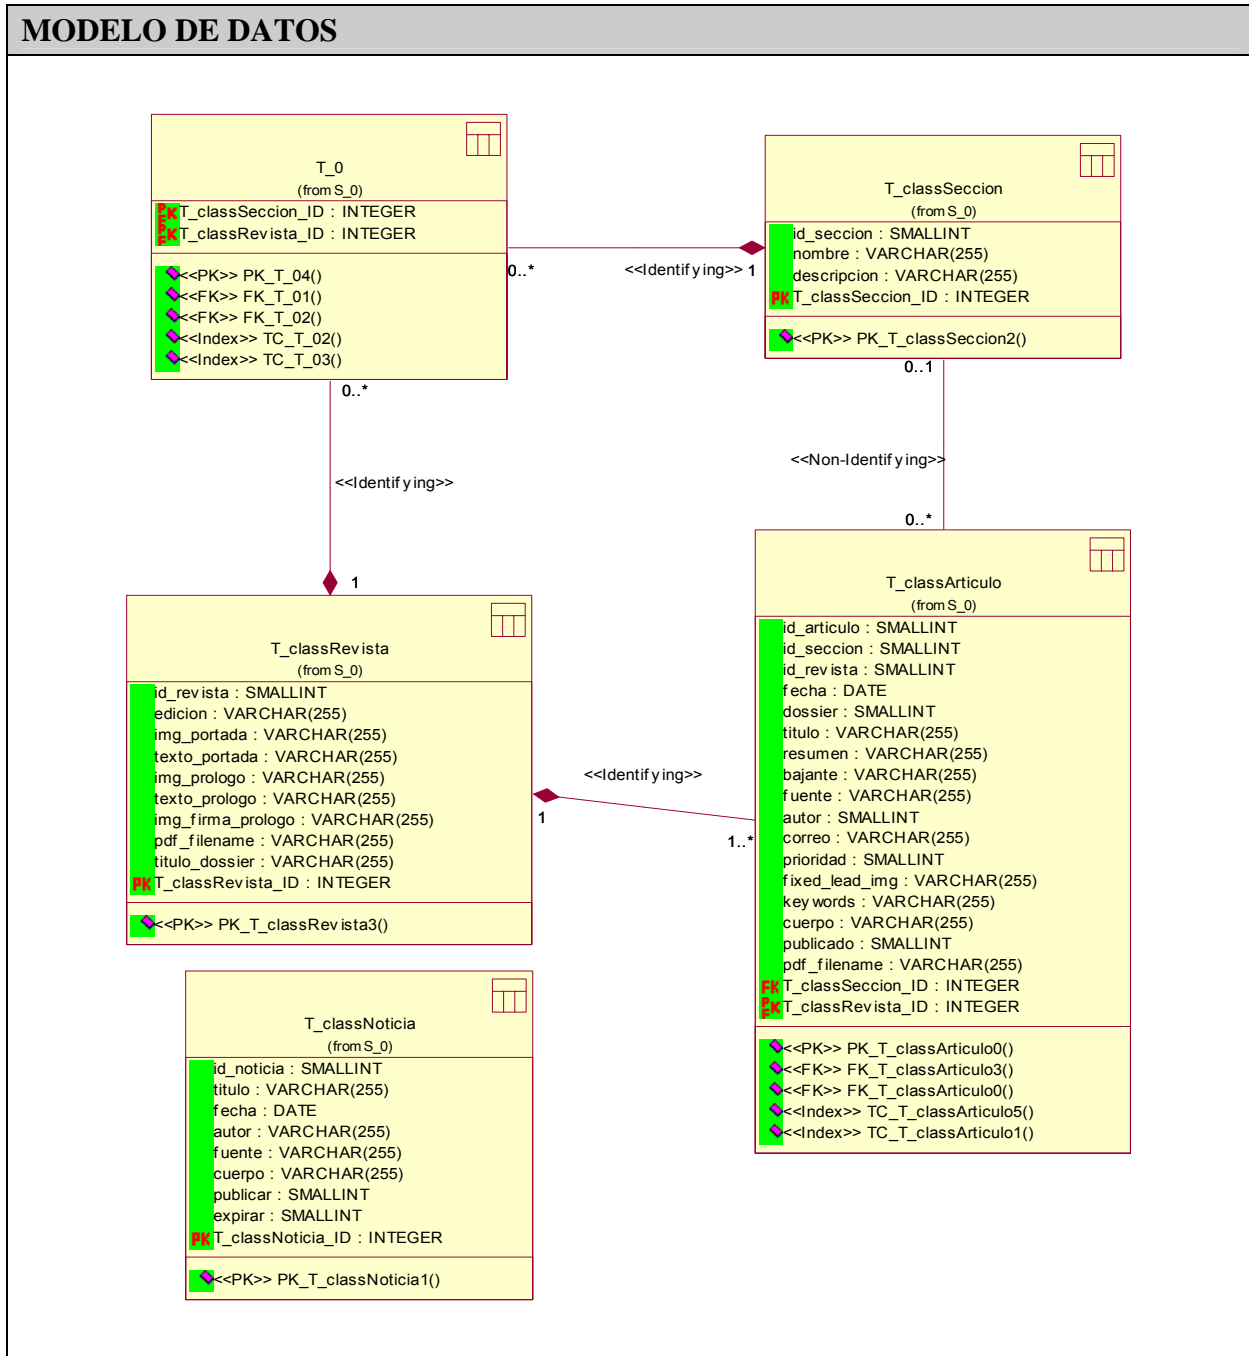 MODELO DE DATOS
T_0
(from S_0)
PFK T_classSeccion_ID : INTEGER
PFK T_classRevista_ID : INTEGER
<<PK>> PK_T_04()
<<FK>> FK_T_01()
<<FK>> FK_T_02()
<<Index>> TC_T_02()
<<Index>> TC_T_03()
0..*
<<Identifying>> 1
T_classSeccion
(from S_0)
id_seccion : SMALLINT
nombre : VARCHAR(255)
descripcion : VARCHAR(255)
PK T_classSeccion_ID : INTEGER
<<PK>> PK_T_classSeccion2()
0..1
<<Non-Identifying>>
0..*
0..*
<<Identifying>>
1
T_classRevista
(from S_0)
id_revista : SMALLINT
edicion : VARCHAR(255)
img_portada : VARCHAR(255)
texto_portada : VARCHAR(255)
img_prologo : VARCHAR(255)
texto_prologo : VARCHAR(255)
img_firma_prologo : VARCHAR(255)
pdf_filename : VARCHAR(255)
titulo_dossier : VARCHAR(255)
PK T_classRevista_ID : INTEGER
<<PK>> PK_T_classRevista3()
<<Identifying>>
1
1..*
T_classArticulo
(from S_0)
id_articulo : SMALLINT
id_seccion : SMALLINT
id_revista : SMALLINT
fecha : DATE
dossier : SMALLINT
titulo : VARCHAR(255)
resumen : VARCHAR(255)
bajante : VARCHAR(255)
fuente : VARCHAR(255)
autor : SMALLINT
correo : VARCHAR(255)
prioridad : SMALLINT
fixed_lead_img : VARCHAR(255)
keywords : VARCHAR(255)
cuerpo : VARCHAR(255)
publicado : SMALLINT
pdf_filename : VARCHAR(255)
FK T_classSeccion_ID : INTEGER
PFK T_classRevista_ID : INTEGER
<<PK>> PK_T_classArticulo0()
<<FK>> FK_T_classArticulo3()
<<FK>> FK_T_classArticulo0()
<<Index>> TC_T_classArticulo5()
<<Index>> TC_T_classArticulo1()
T_classNoticia
(from S_0)
id_noticia : SMALLINT
titulo : VARCHAR(255)
fecha : DATE
autor : VARCHAR(255)
fuente : VARCHAR(255)
cuerpo : VARCHAR(255)
publicar : SMALLINT
expirar : SMALLINT
PK T_classNoticia_ID : INTEGER
<<PK>> PK_T_classNoticia1()